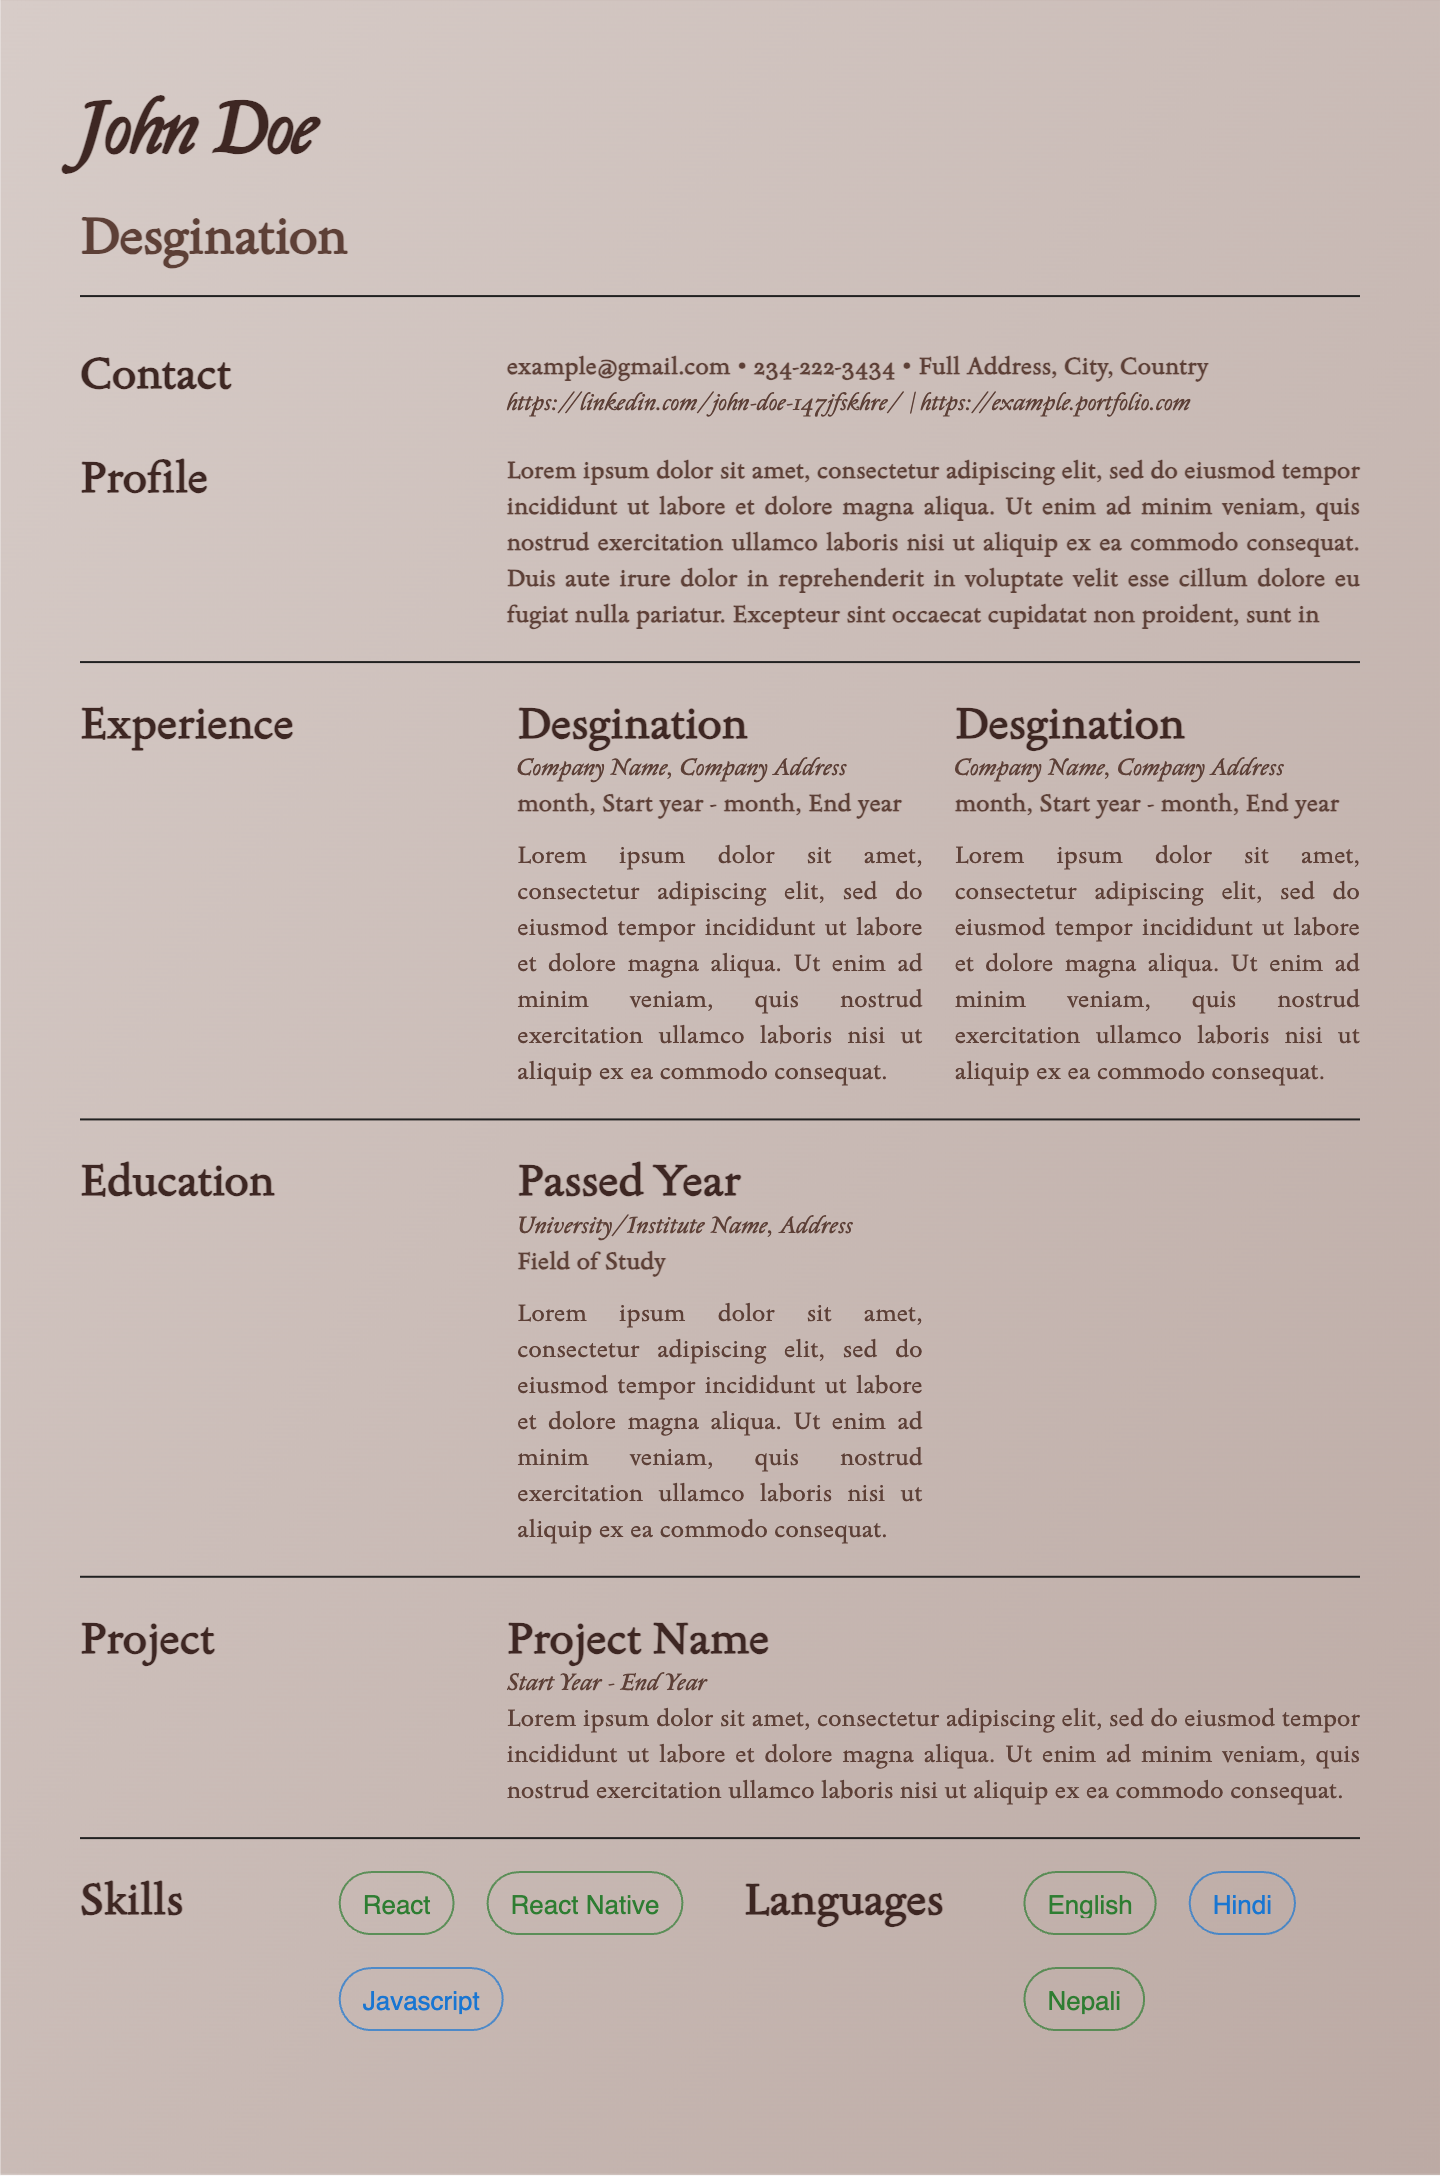 John Doe
Desgination
Contact
example@gmail.com • 234-222-3434 • Full Address, City, Country
https://linkedin.com/john-doe-147jfskhre/ | https://example.portfolio.com
Profile
Lorem ipsum dolor sit amet, consectetur adipiscing elit, sed do eiusmod tempor
incididunt ut labore et dolore magna aliqua. Ut enim ad minim veniam, quis
nostrud exercitation ullamco laboris nisi ut aliquip ex ea commodo consequat.
Duis aute irure dolor in reprehenderit in voluptate velit esse cillum dolore eu
fugiat nulla pariatur. Excepteur sint occaecat cupidatat non proident, sunt in
Experience
Desgination
Company Name, Company Address
month, Start year - month, End year
Lorem ipsum dolor sit amet,
consectetur adipiscing elit, sed do
eiusmod tempor incididunt ut labore
et dolore magna aliqua. Ut enim ad
minim veniam, quis nostrud
exercitation ullamco laboris nisi ut
aliquip ex ea commodo consequat.
Desgination
Company Name, Company Address
month, Start year - month, End year
Lorem ipsum dolor sit amet,
consectetur adipiscing elit, sed do
eiusmod tempor incididunt ut labore
et dolore magna aliqua. Ut enim ad
minim veniam, quis nostrud
exercitation ullamco laboris nisi ut
aliquip ex ea commodo consequat.
Education
Passed Year
University/Institute Name, Address
Field of Study
Lorem ipsum dolor sit amet,
consectetur adipiscing elit, sed do
eiusmod tempor incididunt ut labore
et dolore magna aliqua. Ut enim ad
minim veniam, quis nostrud
exercitation ullamco laboris nisi ut
aliquip ex ea commodo consequat.
Project
Project Name
Start Year - End Year
Lorem ipsum dolor sit amet, consectetur adipiscing elit, sed do eiusmod tempor
incididunt ut labore et dolore magna aliqua. Ut enim ad minim veniam, quis
nostrud exercitation ullamco laboris nisi ut aliquip ex ea commodo consequat.
Skills
React
React Native
Javascript
Languages
English
Hindi
Nepali